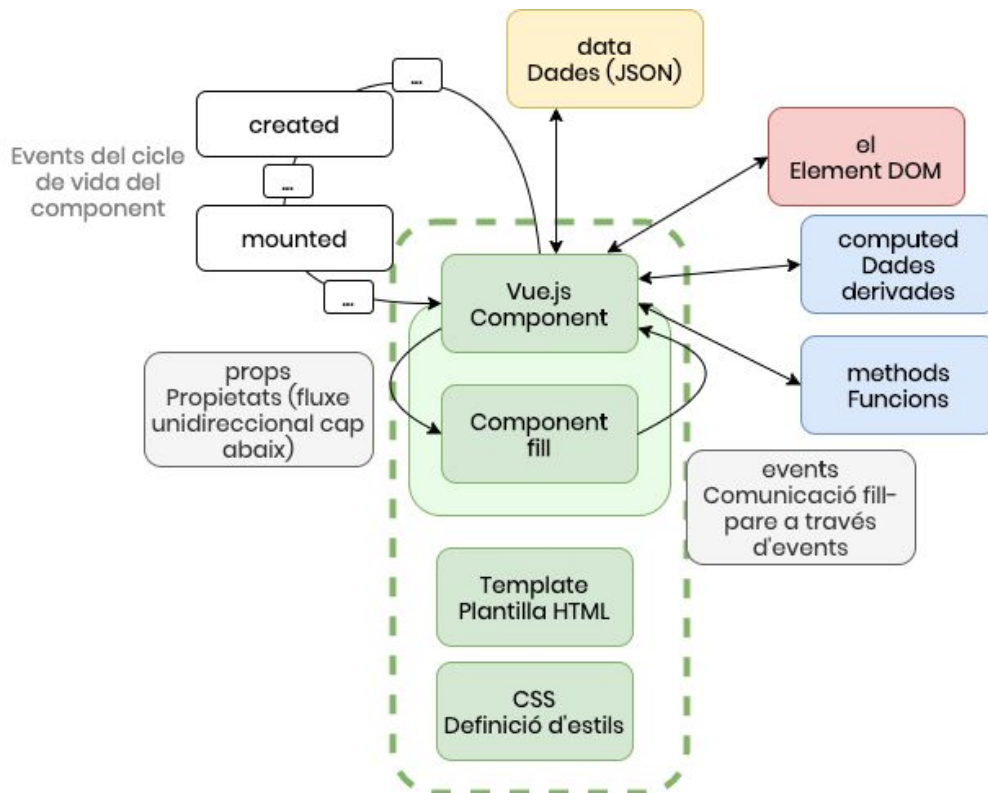 data
Dades (JSON)
...
created
Events del cicle
de vida del
component
...
mounted
...
el
Element DOM
computed
Dades
derivades
Vue.js
Component
props
Propietats (fluxe
unidireccional cap
abaix)
methods
Funcions
Component
fill
events
Comunicació fill-
pare a través
d'events
Template
Plantilla HTML
CSS
Definició d'estils